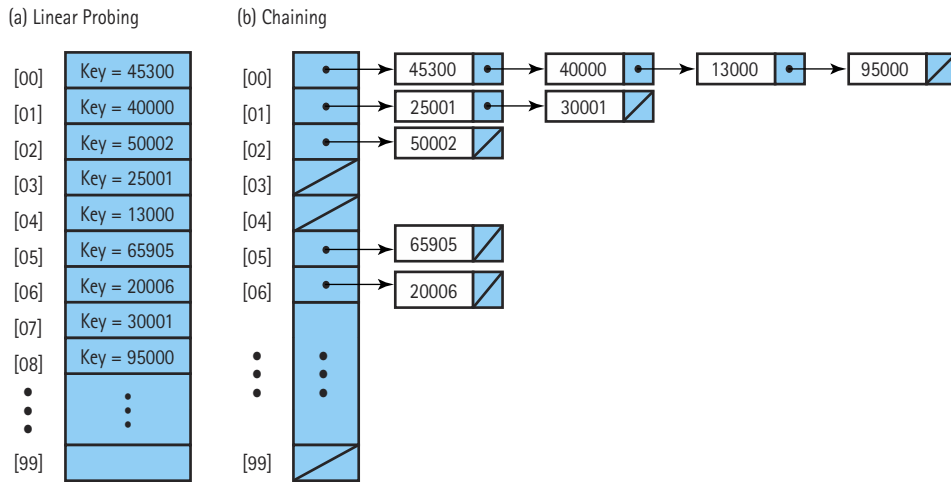 (a) Linear Probing
[00] Key = 45300
[01] Key = 40000
[02] Key = 50002
[03] Key = 25001
[04] Key = 13000
[05] Key = 65905
[06] Key = 20006
[07] Key = 30001
[08] Key = 95000
[99]
(b) Chaining
[00] 45300 40000 13000 95000
[01] 25001 30001
[02] 50002
[03]
[04]
[05] 65905
[06] 20006
[99]